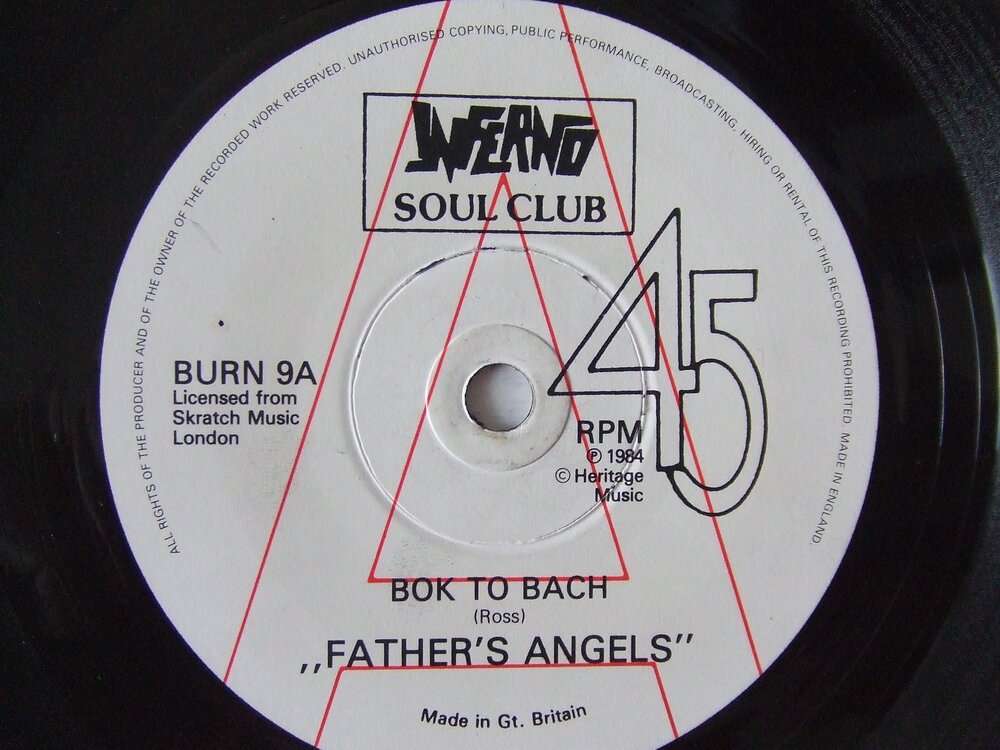 ALL RIGHTS OF THE PRODUCER AND OF THE OWNER OF THE RECORDED WORK RESERVED. UNAUTHORISED COPYING, PUBLIC PERFORMANCE, BROADCASTING, HIRING OR RENTAL OF THIS RECORDING PROHIBITED. MADE IN ENGLAND.
INFERNO
SOUL CLUB
45
BURN 9A
Licensed from
Skratch Music
London
RPM
℗ 1984
© Heritage
Music
A
BOK TO BACH
(Ross)
,,FATHER'S ANGELS”
Made in Gt. Britain